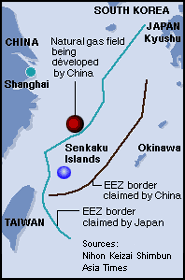 SOUTH KOREA
JAPAN
Kyushu
CHINA
Natural gas field
being
developed
by China
Shanghai
Senkaku
Islands
Okinawa
EEZ border
claimed by China
TAIWAN
EEZ border
claimed by Japan
Sources:
Nihon Keizai Shimbun
Asia Times